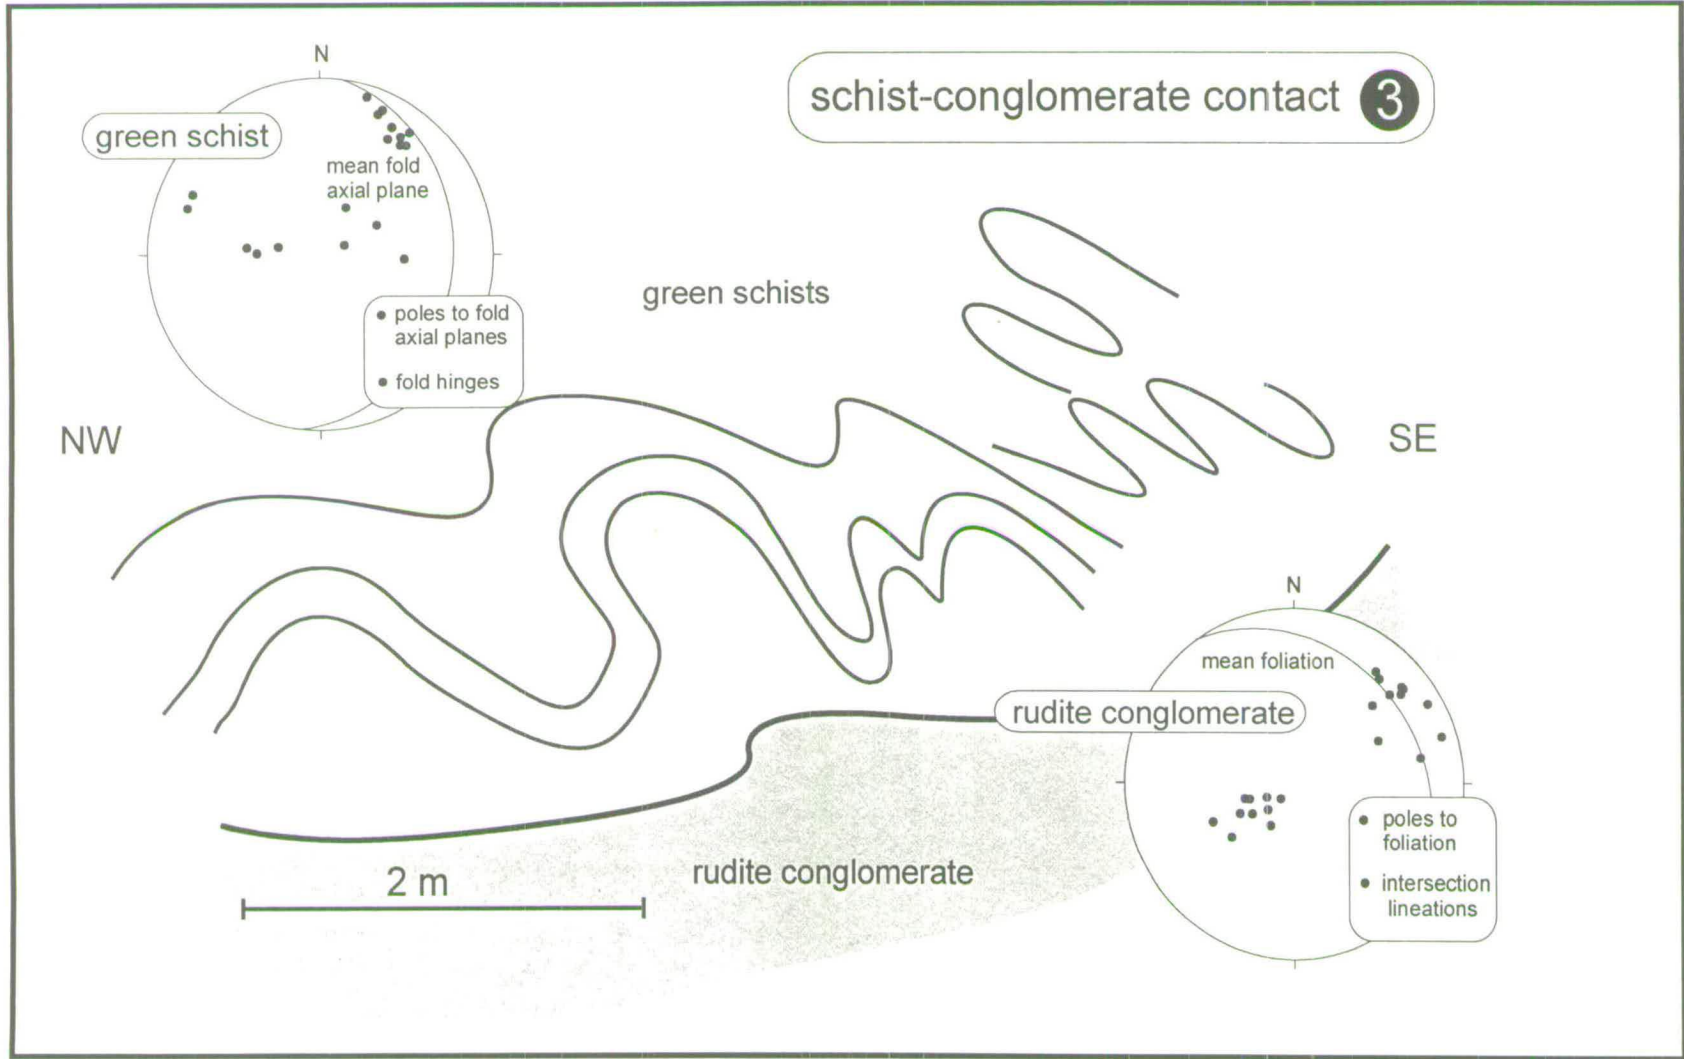 N
schist-conglomerate contact 3
green schist
mean fold
axial plane
green schists
poles to fold
axial planes
fold hinges
NW
SE
N
mean foliation
rudite conglomerate
poles to
foliation
intersection
lineations
rudite conglomerate
2 m